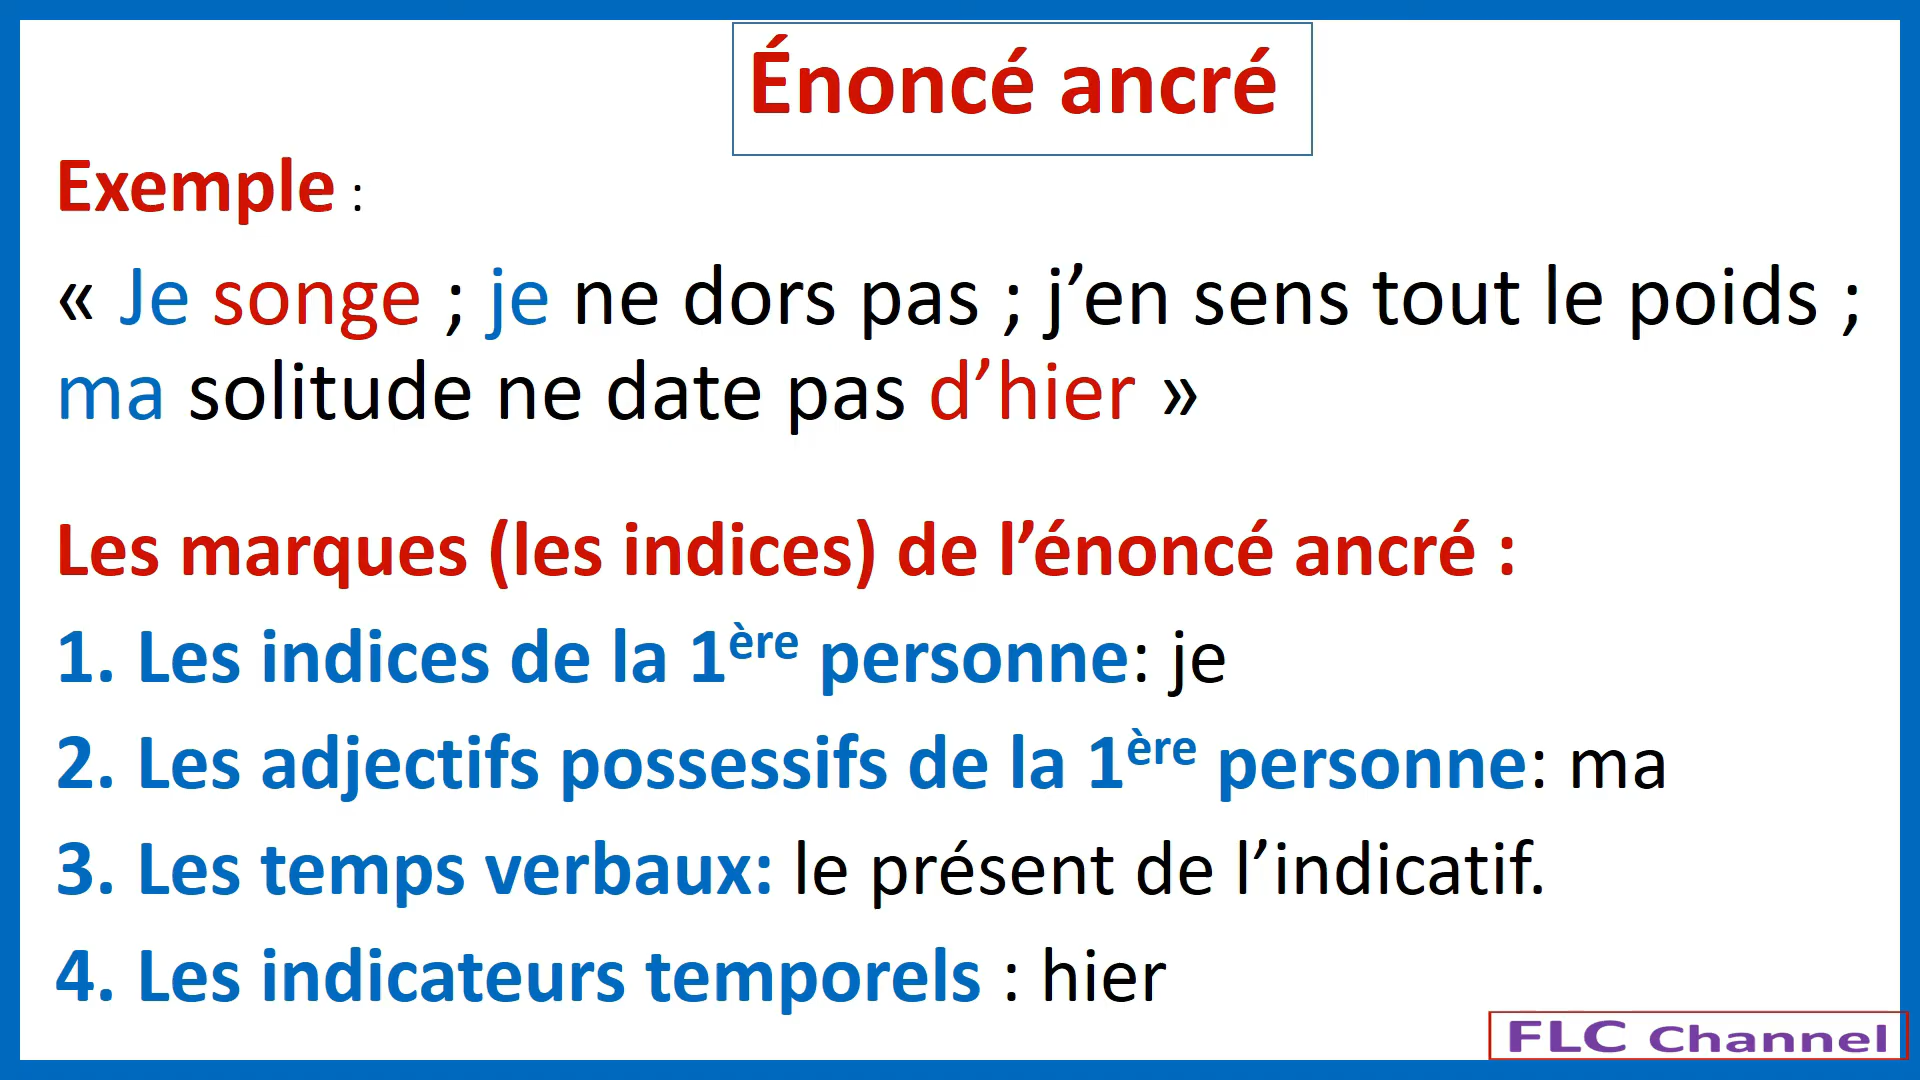 Énoncé ancré
Exemple :
« Je songe ; je ne dors pas ; j’en sens tout le poids ;
ma solitude ne date pas d’hier »
Les marques (les indices) de l’énoncé ancré :
1. Les indices de la 1ère personne: je
2. Les adjectifs possessifs de la 1ère personne: ma
3. Les temps verbaux: le présent de l’indicatif.
4. Les indicateurs temporels : hier
FLC Channel